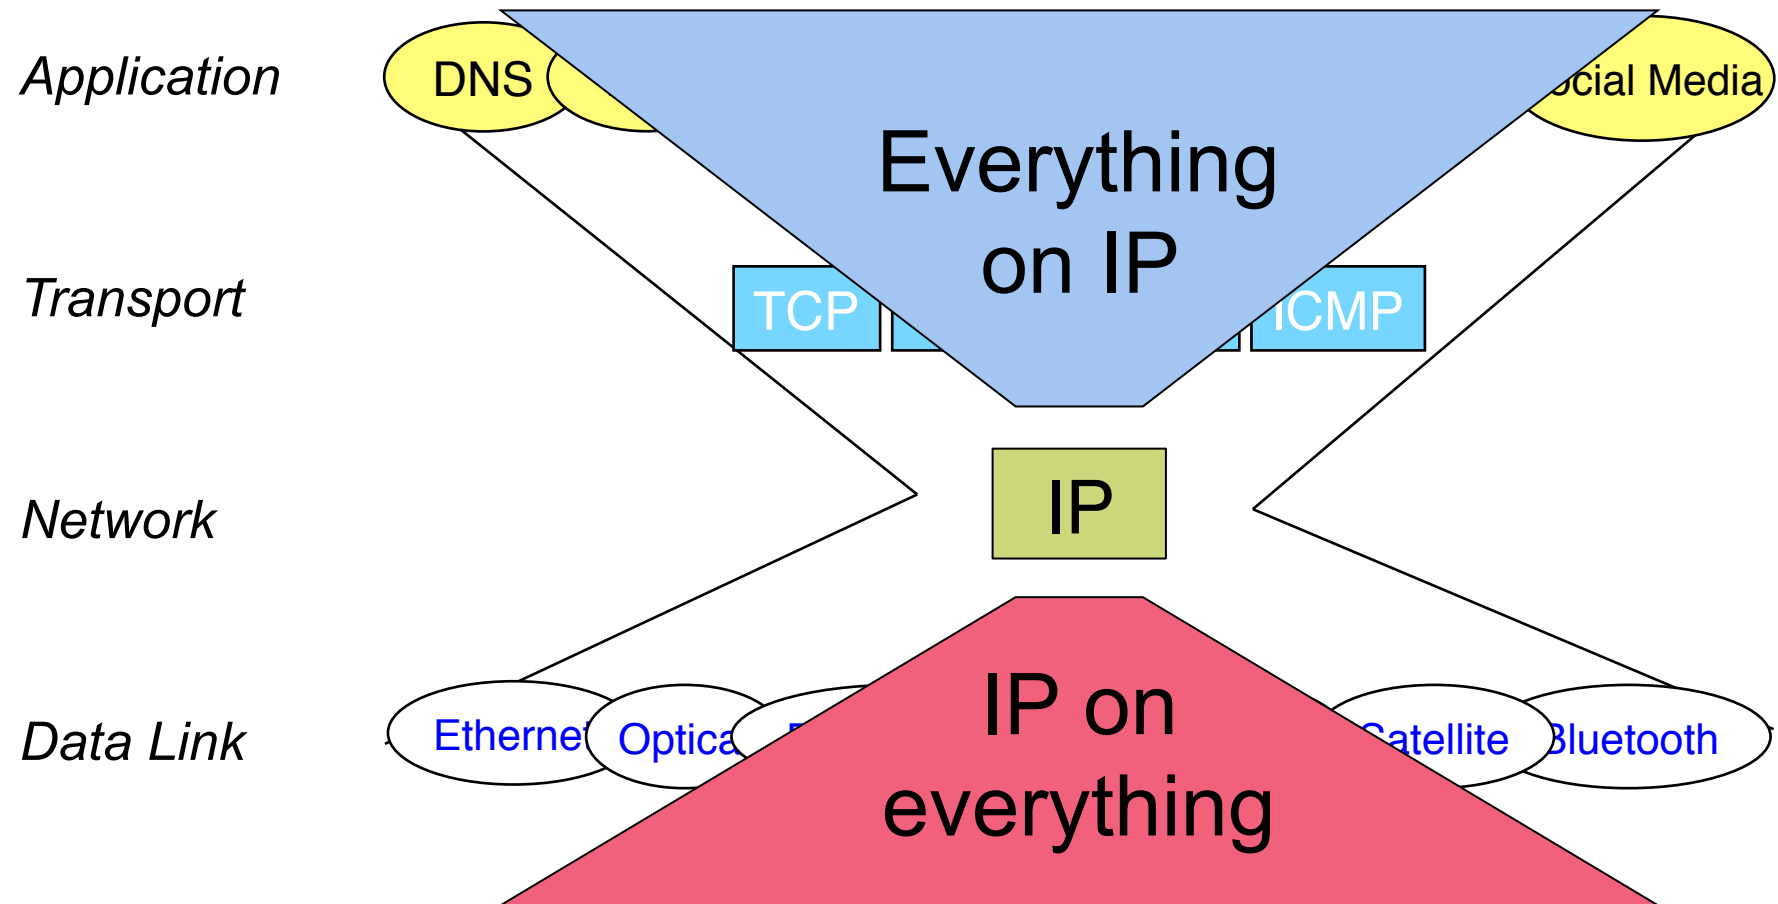 Application
DNS
cial Media
Everything
on IP
Transport
TCP
ICMP
Network
IP
Data Link
Ethernet
Optica
atellite
luetooth
IP on
everything